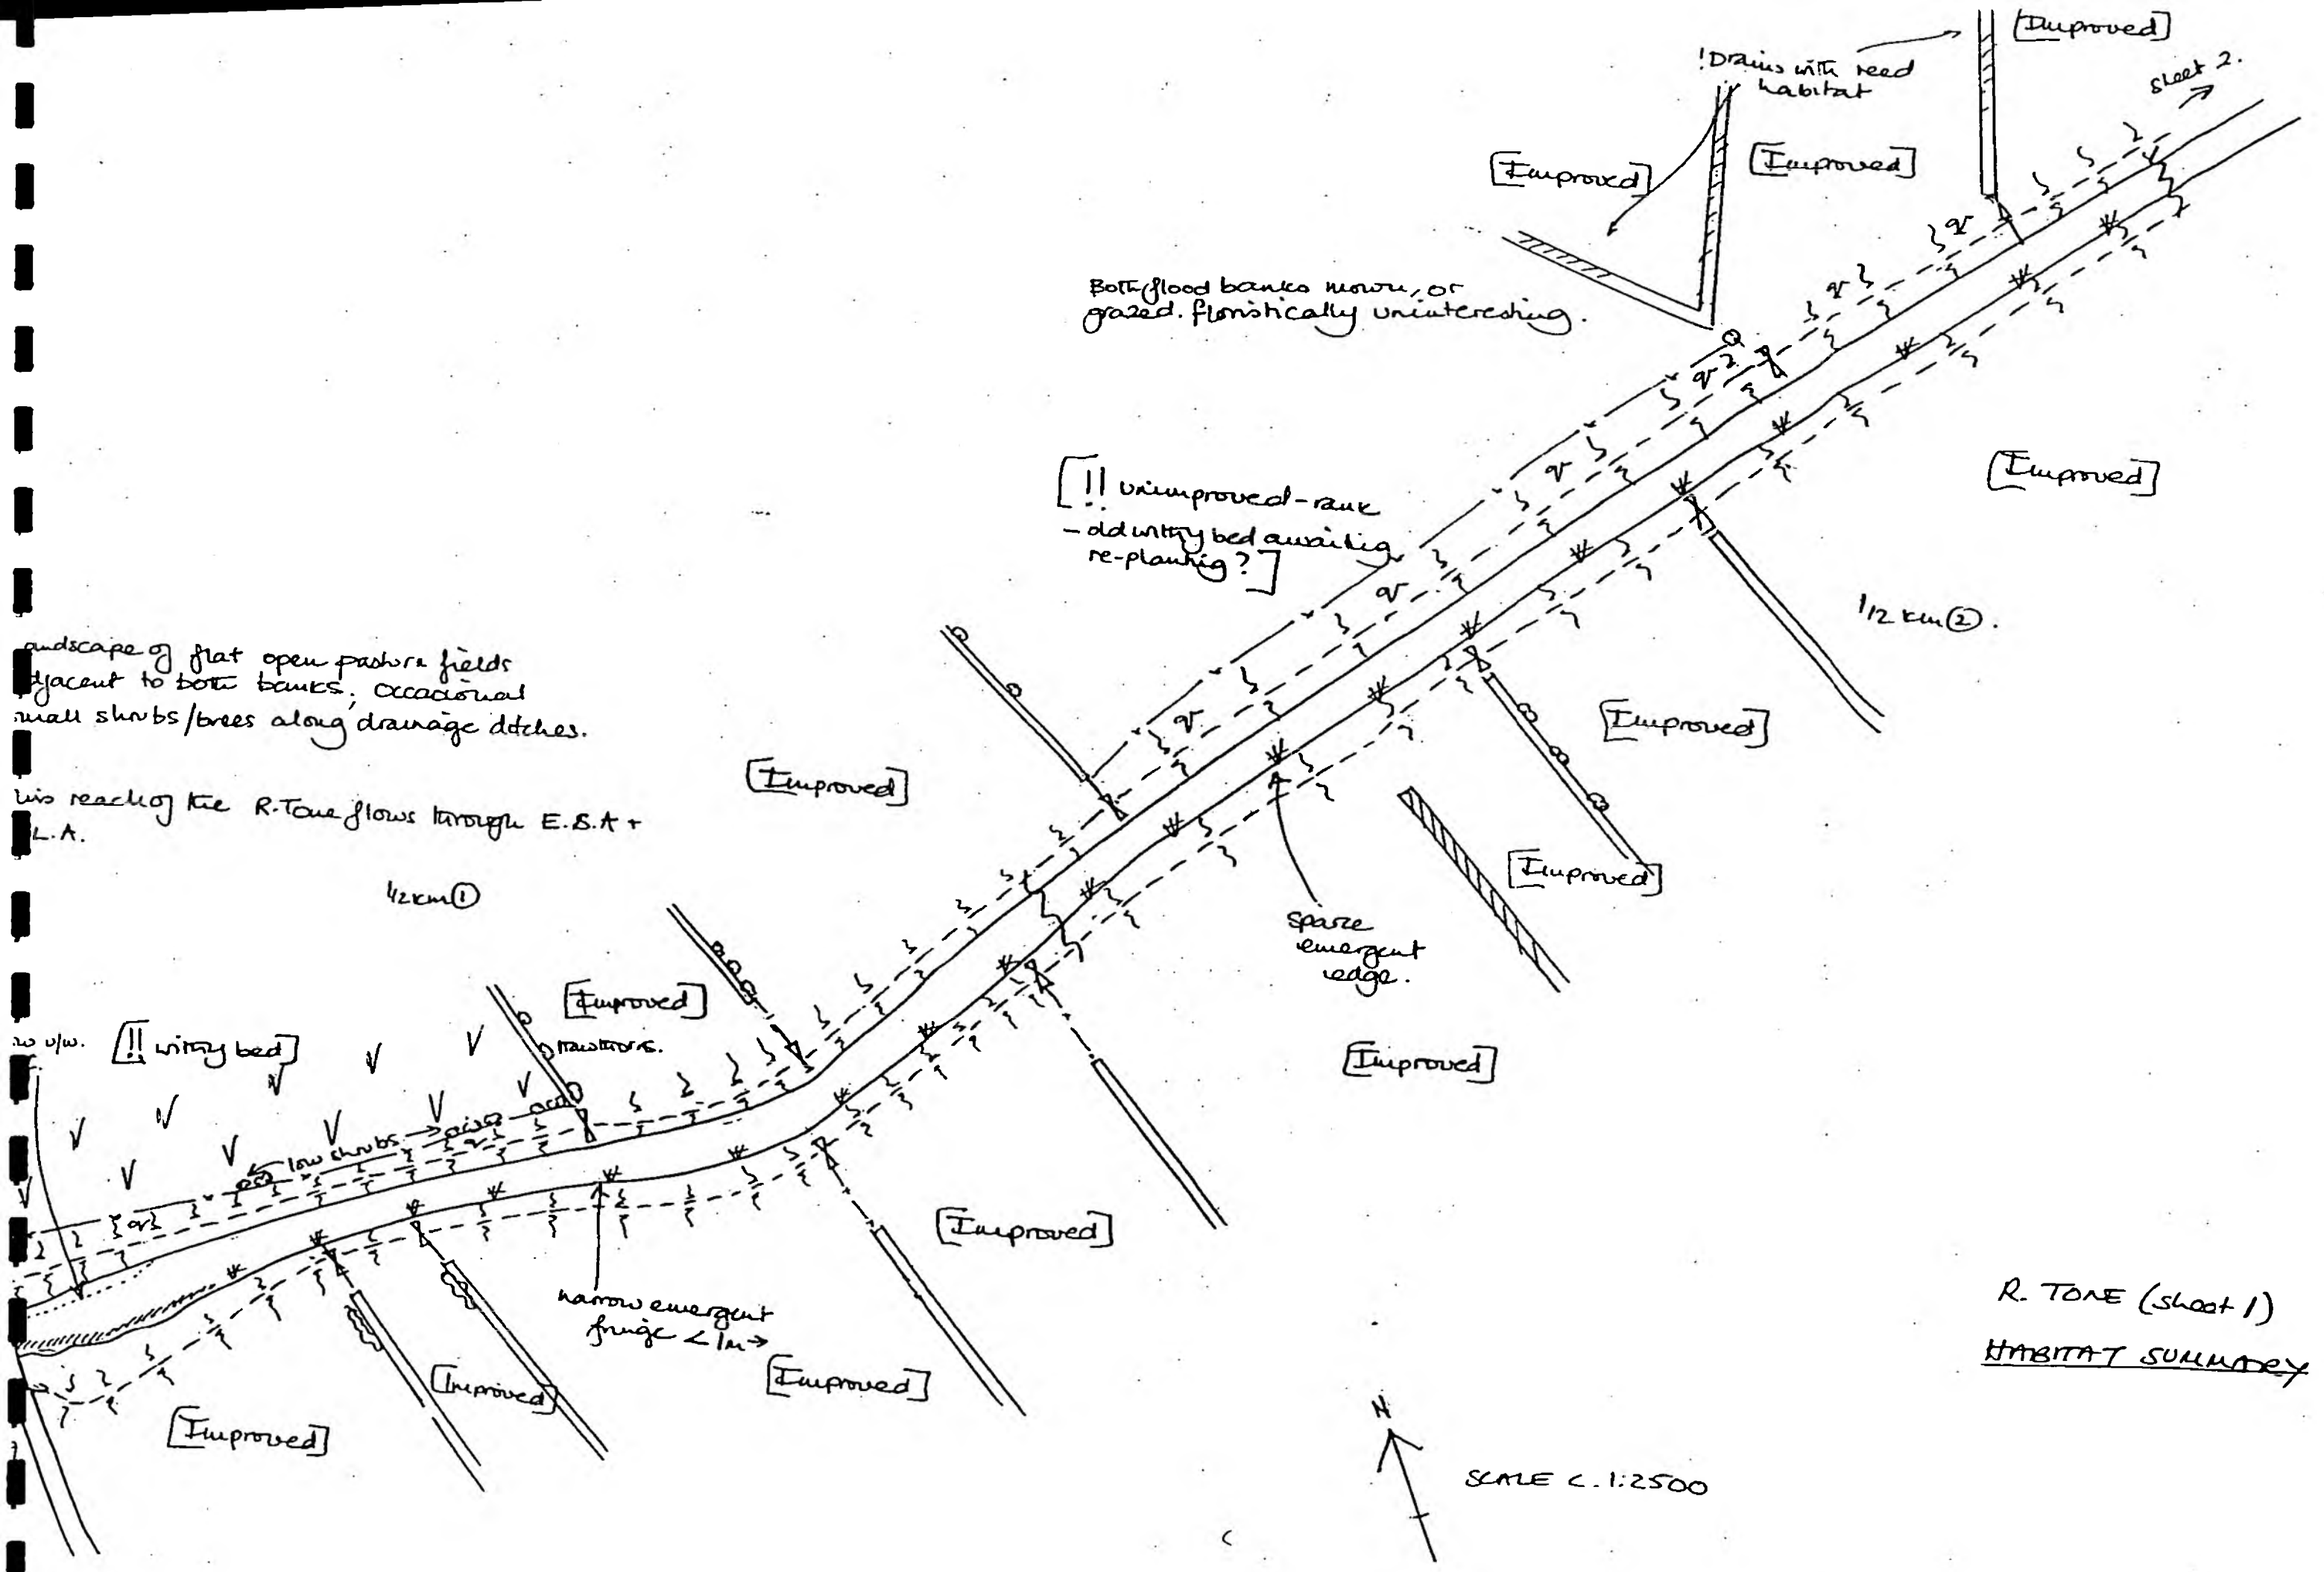 [Improved]
!Drains with reed
habitat
sheet 2.
[Improved]
[Improved]
Both flood banks mown, or
grazed. floristically uninteresting.
[!! unimproved-rank
- old withy bed awaiting
re-planting?]
[Improved]
1/2 km ②.
andscape of flat open pasture fields
djacent to both banks; occasional
mall shrubs/trees along drainage ditches.
[Improved]
[Improved]
his reach of the R.Tone flows through E.S.A +
L.A.
1/2km ①
[Improved]
sparse
emergent
edge.
[Improved]
hawthorns.
[!! withy bed]
[Improved]
← low shrubs →
[Improved]
narrow emergent
fringe < 1m →
[Improved]
[Improved]
[Improved]
R. TONE (sheet 1)
HABITAT SUMMARY
N
SCALE C. 1:2500